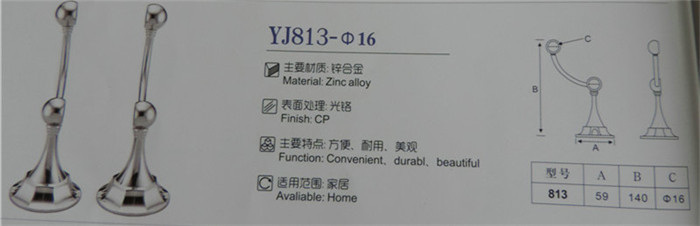 YJ813-Φ16
主要材质: 锌合金
Material: Zinc alloy
表面处理: 光铬
Finish: CP
主要特点: 方便、耐用、美观
Function: Convenient、durabl、beautiful
适用范围: 家居
Avaliable: Home
C
B
A
型号 A B C
813 59 140 Φ16